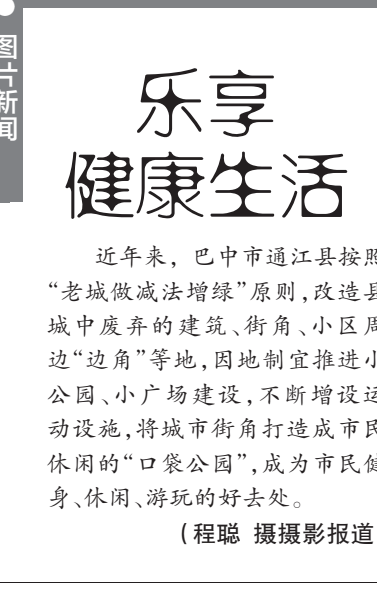 图片新闻
乐享
健康生活
近年来，巴中市通江县按照
“老城做减法增绿”原则，改造县
城中废弃的建筑、街角、小区周
边“边角”等地，因地制宜推进小
公园、小广场建设，不断增设运
动设施，将城市街角打造成市民
休闲的“口袋公园”，成为市民健
身、休闲、游玩的好去处。
（程聪 摄摄影报道